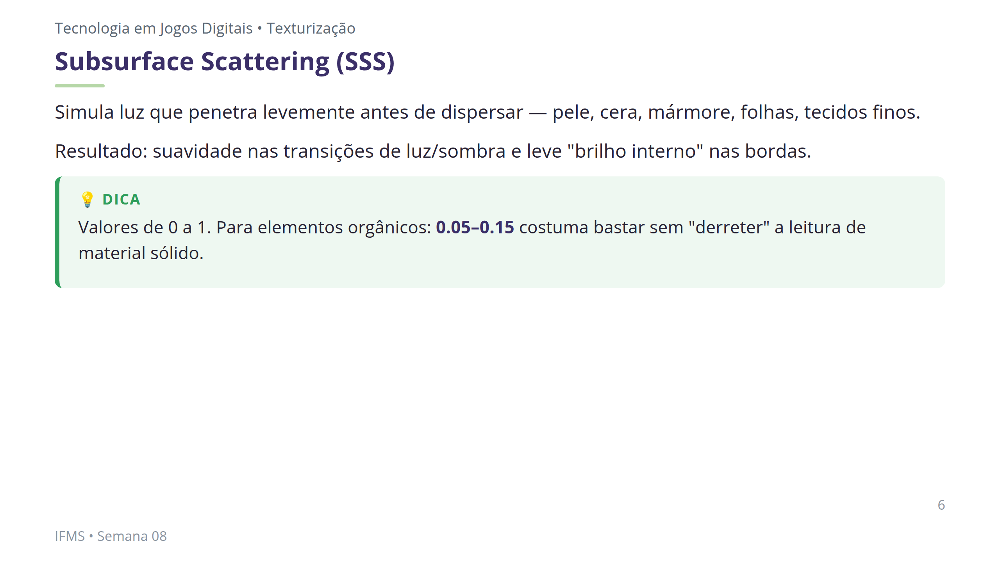 Tecnologia em Jogos Digitais • Texturização
Subsurface Scattering (SSS)
Simula luz que penetra levemente antes de dispersar — pele, cera, mármore, folhas, tecidos finos.
Resultado: suavidade nas transições de luz/sombra e leve "brilho interno" nas bordas.
💡 DICA
Valores de 0 a 1. Para elementos orgânicos: 0.05–0.15 costuma bastar sem "derreter" a leitura de
material sólido.
6
IFMS • Semana 08